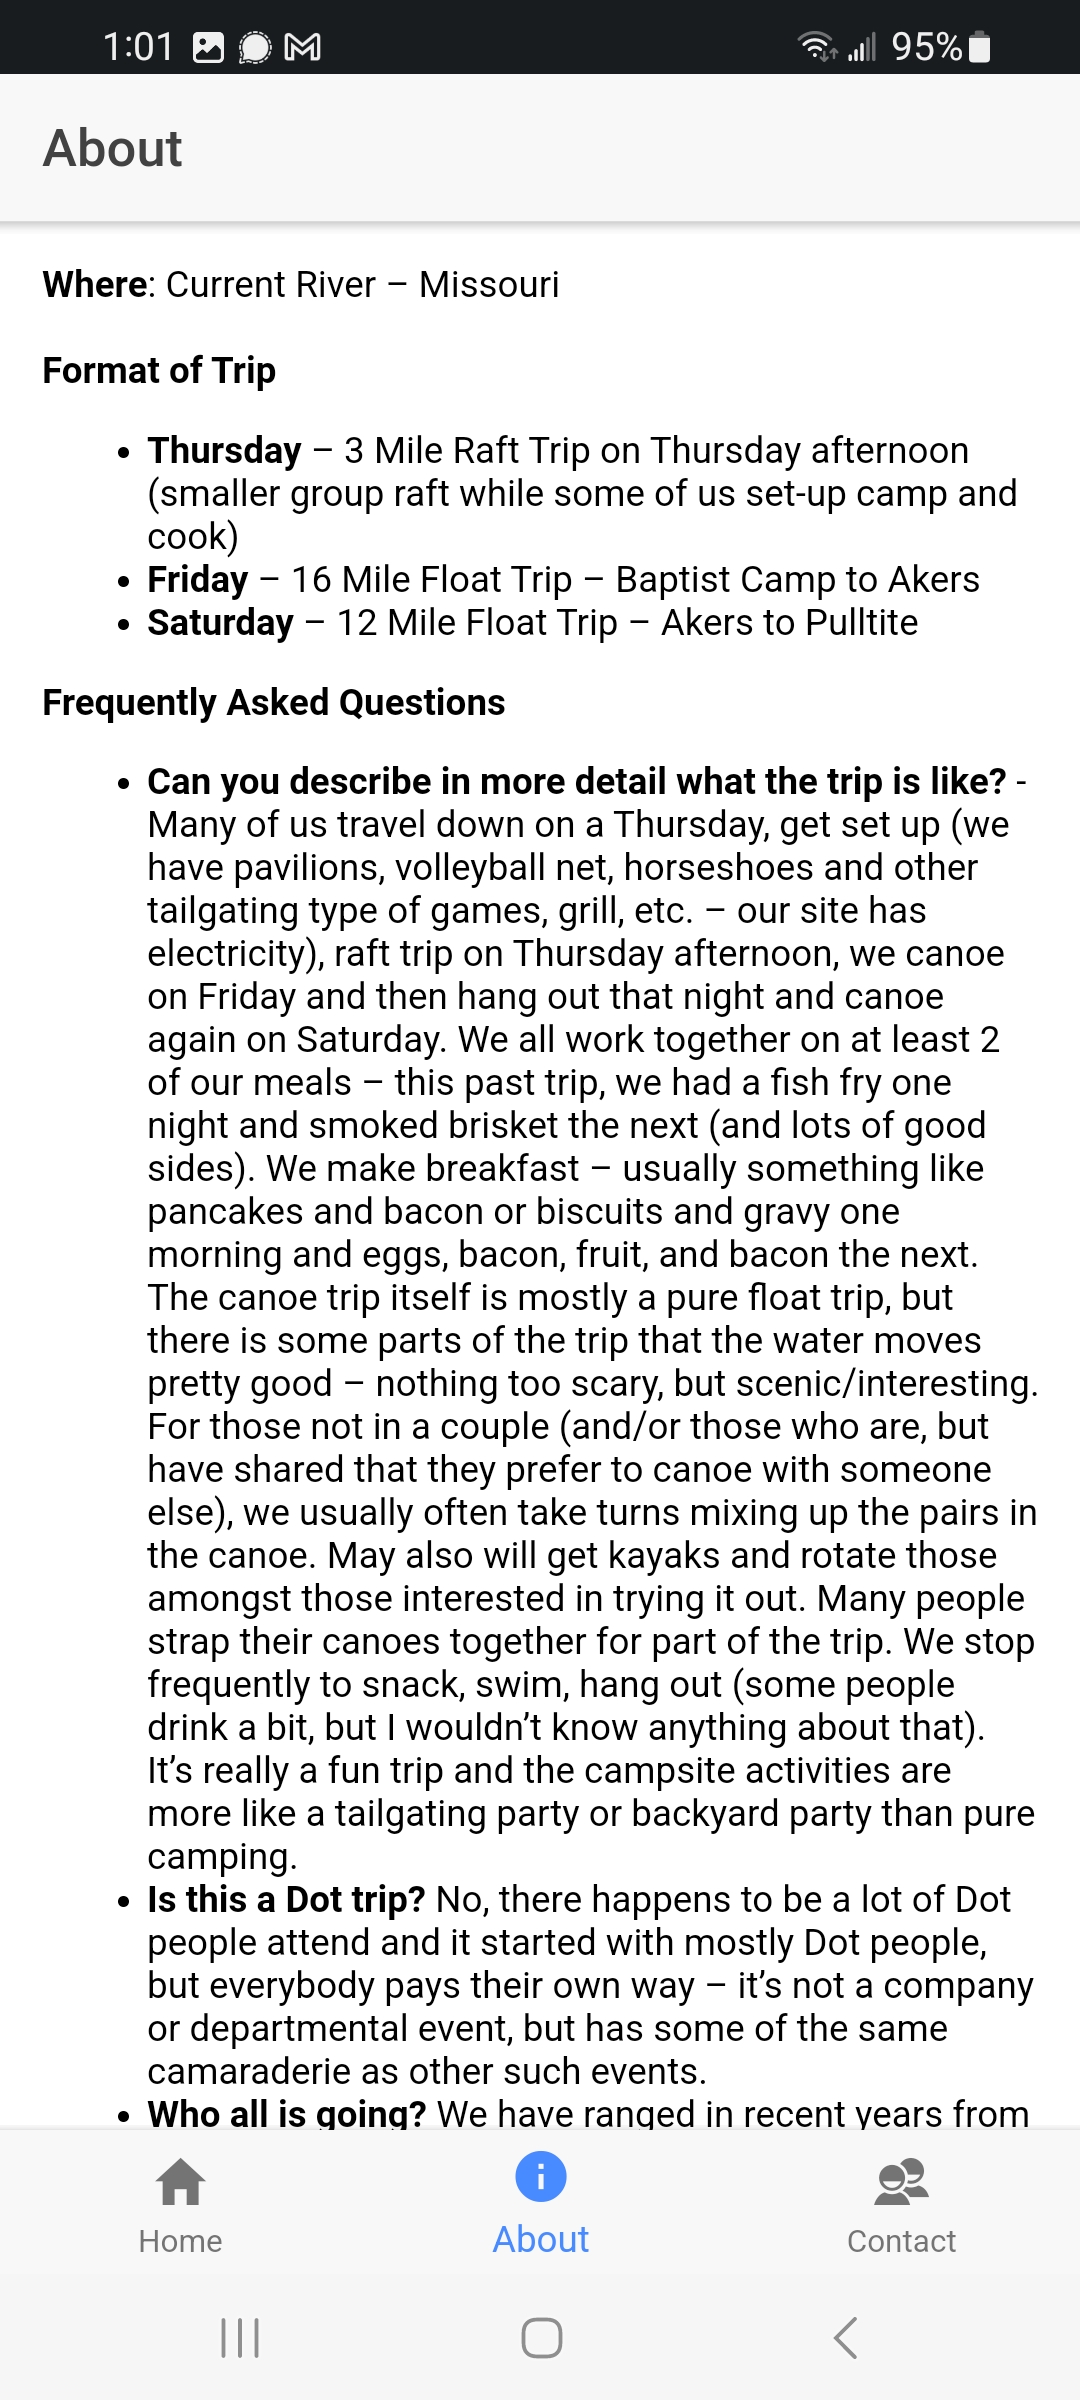 1:01
95%
About
Where: Current River – Missouri
Format of Trip
• Thursday – 3 Mile Raft Trip on Thursday afternoon
(smaller group raft while some of us set-up camp and
cook)
• Friday – 16 Mile Float Trip – Baptist Camp to Akers
• Saturday – 12 Mile Float Trip – Akers to Pulltite
Frequently Asked Questions
• Can you describe in more detail what the trip is like? -
Many of us travel down on a Thursday, get set up (we
have pavilions, volleyball net, horseshoes and other
tailgating type of games, grill, etc. – our site has
electricity), raft trip on Thursday afternoon, we canoe
on Friday and then hang out that night and canoe
again on Saturday. We all work together on at least 2
of our meals – this past trip, we had a fish fry one
night and smoked brisket the next (and lots of good
sides). We make breakfast – usually something like
pancakes and bacon or biscuits and gravy one
morning and eggs, bacon, fruit, and bacon the next.
The canoe trip itself is mostly a pure float trip, but
there is some parts of the trip that the water moves
pretty good – nothing too scary, but scenic/interesting.
For those not in a couple (and/or those who are, but
have shared that they prefer to canoe with someone
else), we usually often take turns mixing up the pairs in
the canoe. May also will get kayaks and rotate those
amongst those interested in trying it out. Many people
strap their canoes together for part of the trip. We stop
frequently to snack, swim, hang out (some people
drink a bit, but I wouldn’t know anything about that).
It’s really a fun trip and the campsite activities are
more like a tailgating party or backyard party than pure
camping.
• Is this a Dot trip? No, there happens to be a lot of Dot
people attend and it started with mostly Dot people,
but everybody pays their own way – it’s not a company
or departmental event, but has some of the same
camaraderie as other such events.
• Who all is going? We have ranged in recent years from
Home
About
Contact